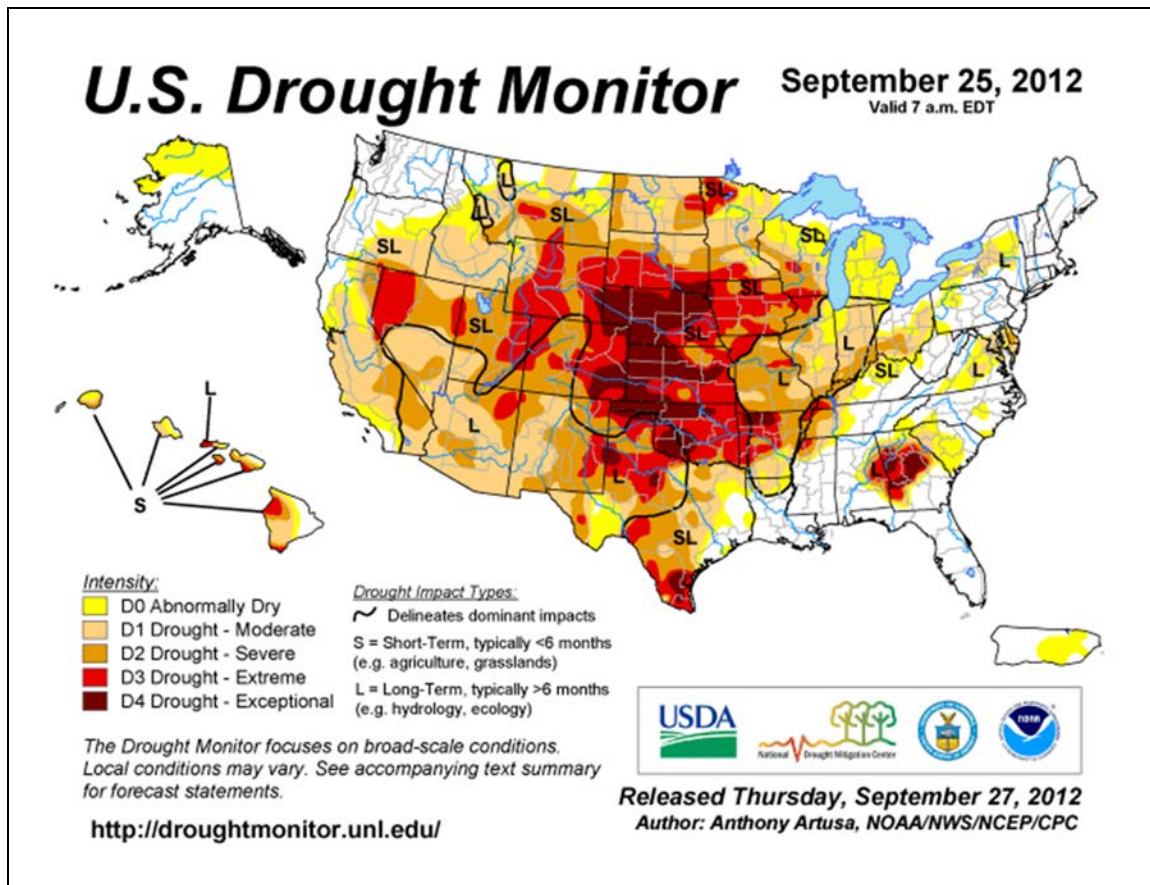 U.S. Drought Monitor
September 25, 2012
Valid 7 a.m. EDT
L
L
SL
SL
SL
SL
L
SL
SL
SL
SL
L
L
SL
L
L
L
L
L
SL
L
S
Intensity:
D0 Abnormally Dry
D1 Drought - Moderate
D2 Drought - Severe
D3 Drought - Extreme
D4 Drought - Exceptional
Drought Impact Types:
Delineates dominant impacts
S = Short-Term, typically <6 months
(e.g. agriculture, grasslands)
L = Long-Term, typically >6 months
(e.g. hydrology, ecology)
The Drought Monitor focuses on broad-scale conditions.
Local conditions may vary. See accompanying text summary
for forecast statements.
http://droughtmonitor.unl.edu/
USDA
National Drought Mitigation Center
NOAA
Released Thursday, September 27, 2012
Author: Anthony Artusa, NOAA/NWS/NCEP/CPC